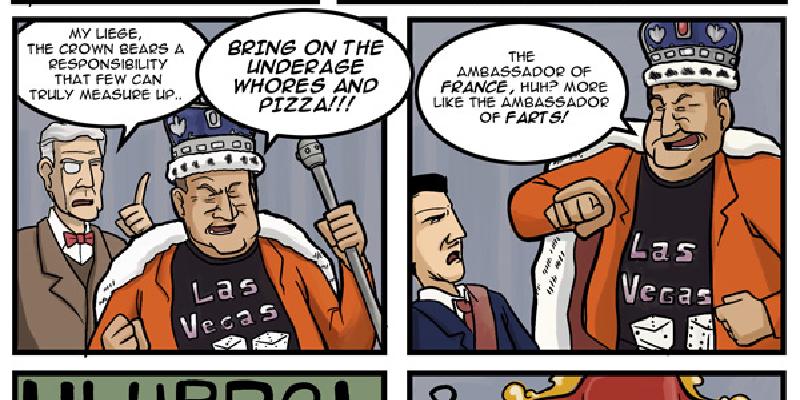 MY LIEGE,
THE CROWN BEARS A
RESPONSIBILITY
THAT FEW CAN
TRULY MEASURE UP..
BRING ON THE
UNDERAGE
WHORES AND
PIZZA!!!
Las
Vegas
THE
AMBASSADOR OF
FRANCE, HUH? MORE
LIKE THE AMBASSADOR
OF FARTS!
Las
Vegas